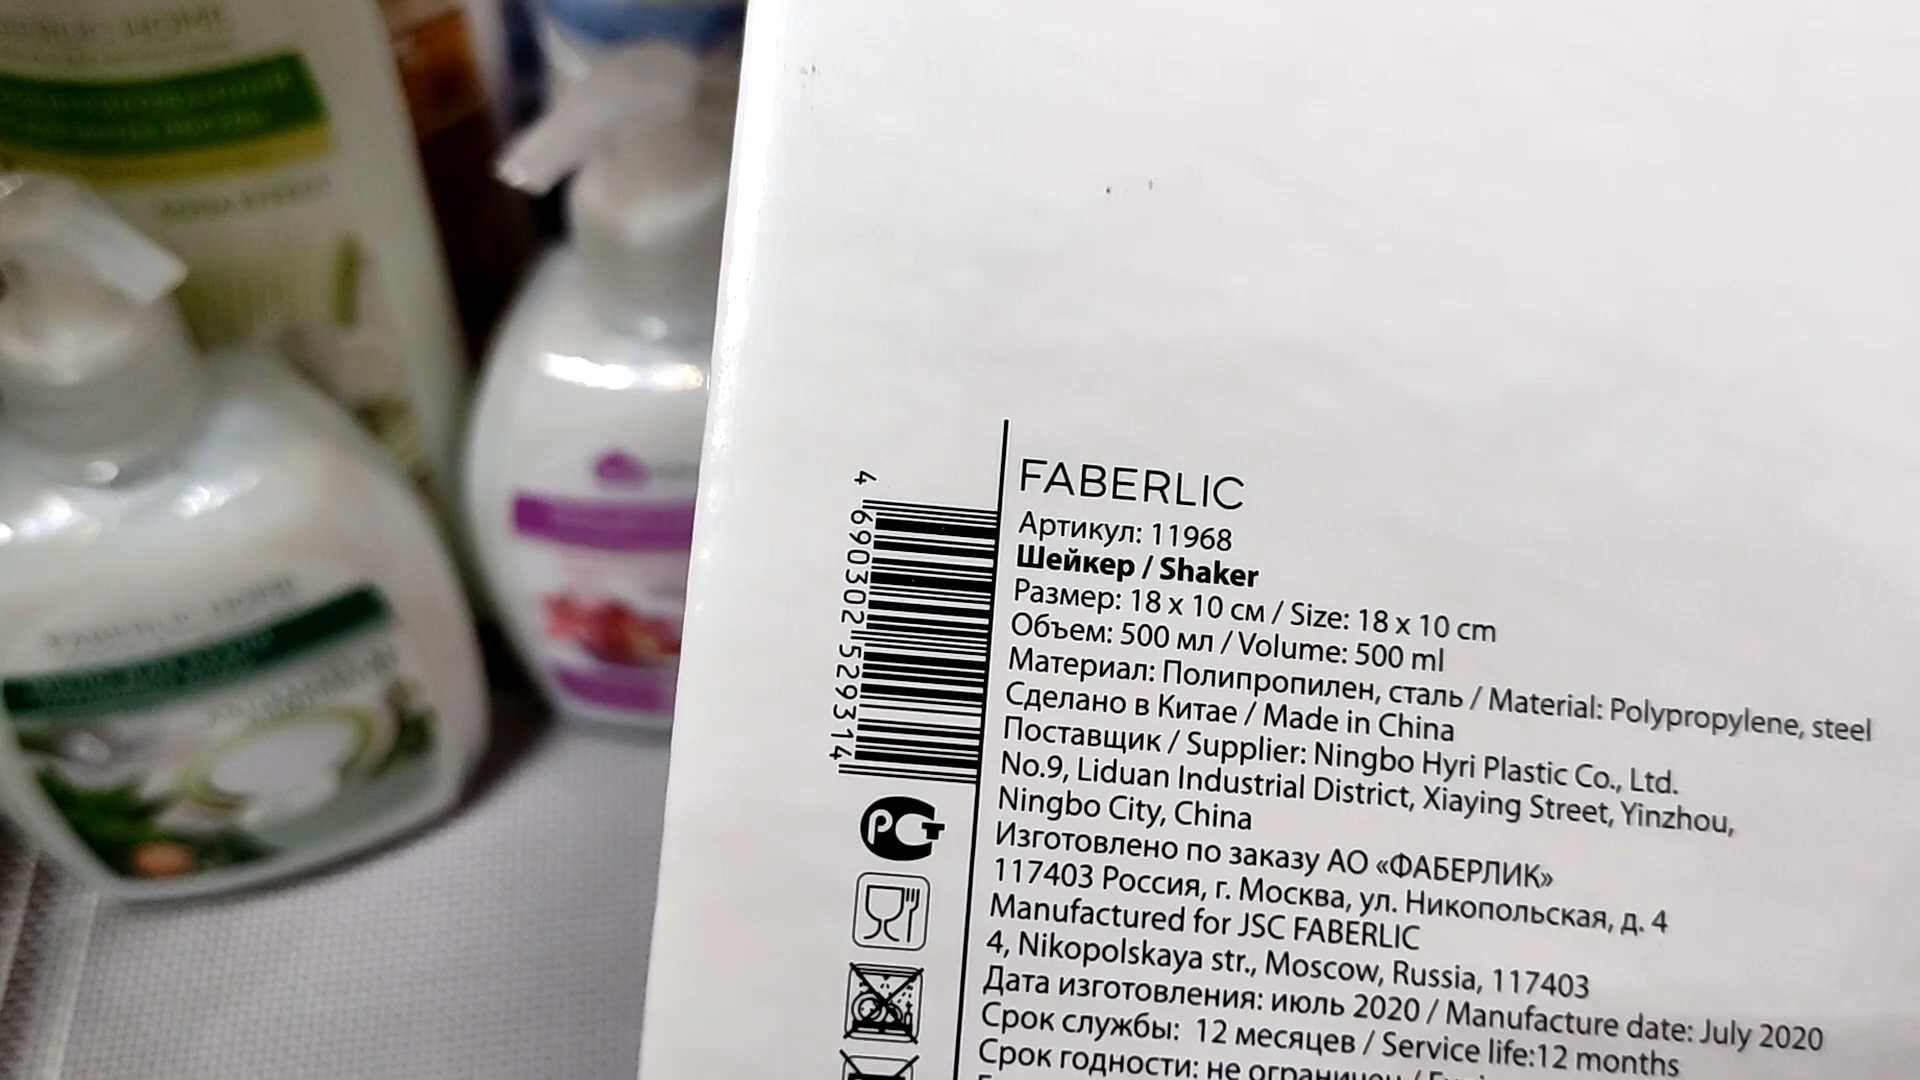 FABERLIC
Артикул: 11968
Шейкер / Shaker
Размер: 18 x 10 см / Size: 18 x 10 cm
Объем: 500 мл / Volume: 500 ml
Материал: Полипропилен, сталь / Material: Polypropylene, steel
Сделано в Китае / Made in China
Поставщик / Supplier: Ningbo Hyri Plastic Co., Ltd.
No.9, Liduan Industrial District, Xiaying Street, Yinzhou,
Ningbo City, China
Изготовлено по заказу АО «ФАБЕРЛИК»
117403 Россия, г. Москва, ул. Никопольская, д. 4
Manufactured for JSC FABERLIC
4, Nikopolskaya str., Moscow, Russia, 117403
Дата изготовления: июль 2020 / Manufacture date: July 2020
Срок службы: 12 месяцев / Service life:12 months
Срок годности: не ограничен /
4 690302 529314
РСТ
HOME
FABERLIC HOME